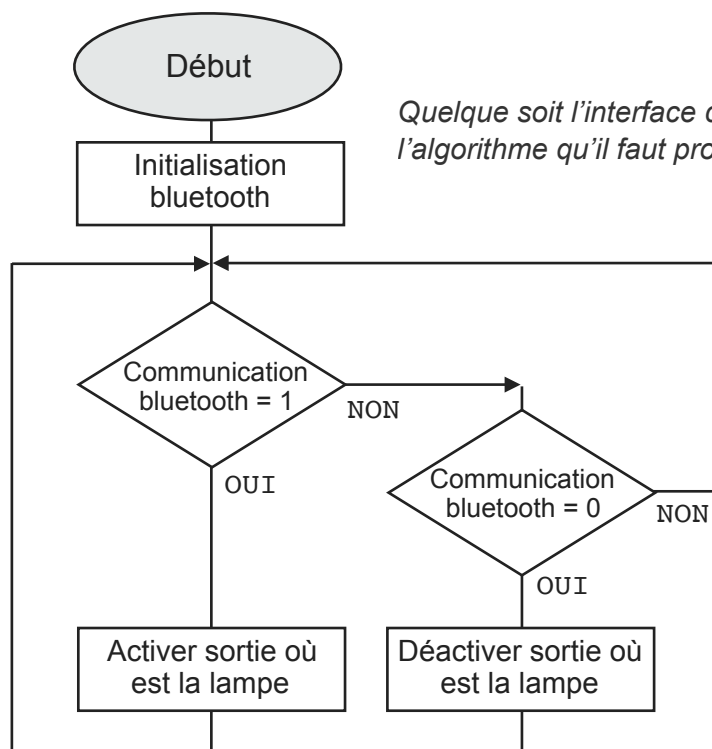 Début
Quelque soit l'interface
l'algorithme qu'il faut
Initialisation
bluetooth
Communication
bluetooth = 1
NON
OUI
Communication
bluetooth = 0
NON
OUI
Activer sortie où
est la lampe
Déactiver sortie où
est la lampe